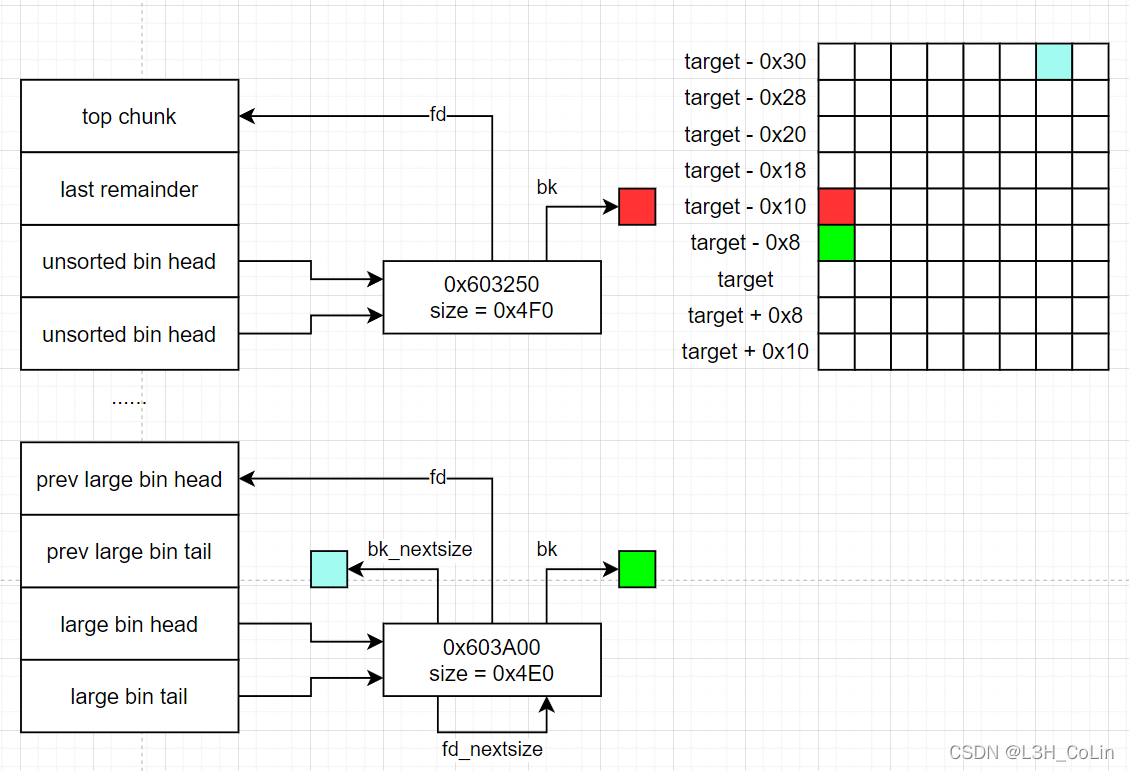 top chunk
last remainder
unsorted bin head
unsorted bin head
......
prev large bin head
prev large bin tail
large bin head
large bin tail
fd
bk
0x603250
size = 0x4F0
fd
bk_nextsize
bk
0x603A00
size = 0x4E0
fd_nextsize
target - 0x30
target - 0x28
target - 0x20
target - 0x18
target - 0x10
target - 0x8
target
target + 0x8
target + 0x10
CSDN @L3H_CoLin